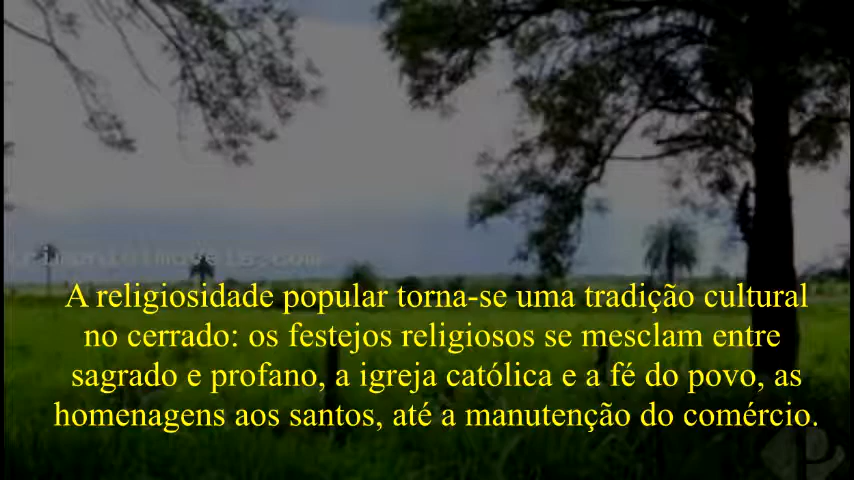 A religiosidade popular torna-se uma tradição cultural
no cerrado: os festejos religiosos se mesclam entre
sagrado e profano, a igreja católica e a fé do povo, as
homenagens aos santos, até a manutenção do comércio.